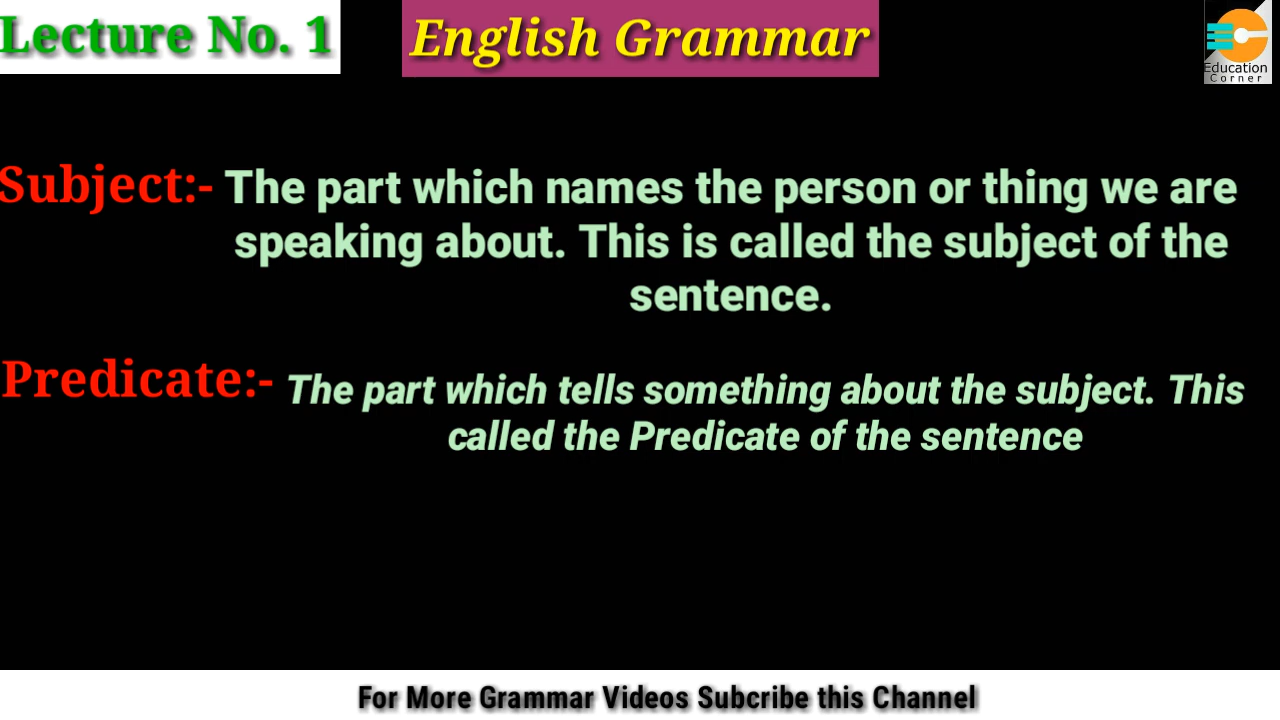 Lecture No. 1
English Grammar
Education
Corner
Subject:- The part which names the person or thing we are
speaking about. This is called the subject of the
sentence.
Predicate:- The part which tells something about the subject. This
called the Predicate of the sentence
For More Grammar Videos Subcribe this Channel